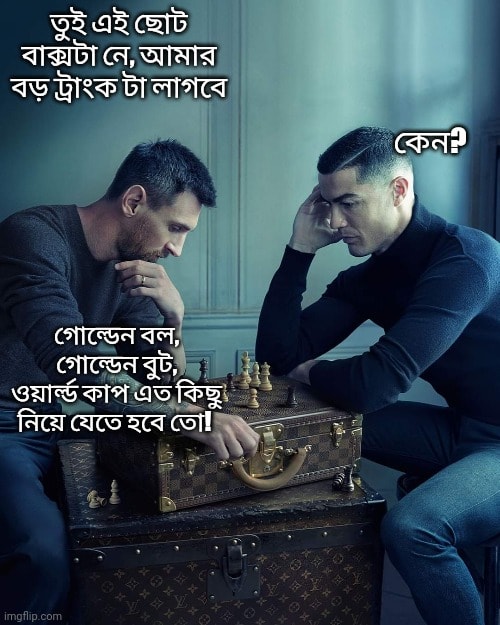 তুই এই ছোট
বাক্সটা নে, আমার
বড় ট্রাংক টা লাগবে
কেন?
গোল্ডেন বল,
গোল্ডেন বুট,
ওয়ার্ল্ড কাপ এত কিছু
নিয়ে যেতে হবে তো!
imgflip.com